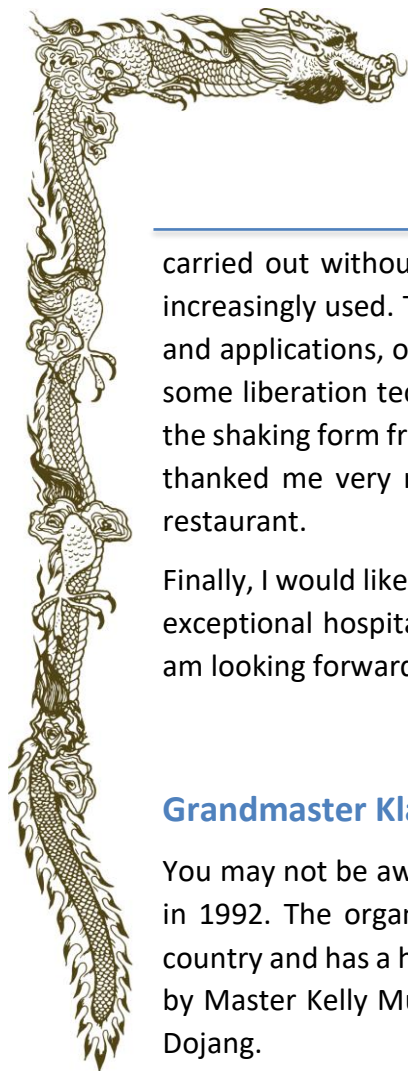 carried out withou
increasingly used. T
and applications, o
some liberation tec
the shaking form fr
thanked me very r
restaurant.
Finally, I would like
exceptional hospita
am looking forward
Grandmaster Kla
You may not be aw
in 1992. The organ
country and has a h
by Master Kelly Mu
Dojang.